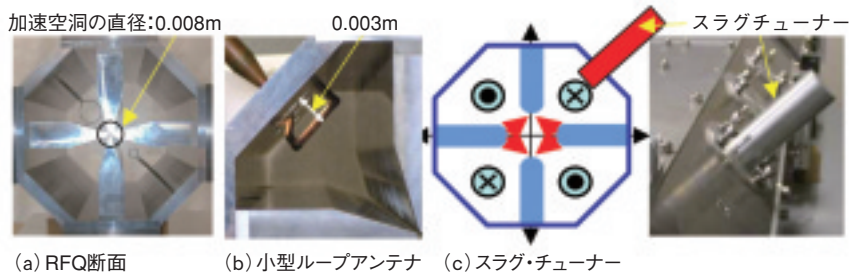 加速空洞の直径：0.008m
0.003m
スラグチューナー
（a）RFQ断面
（b）小型ループアンテナ
（c）スラグ・チューナー